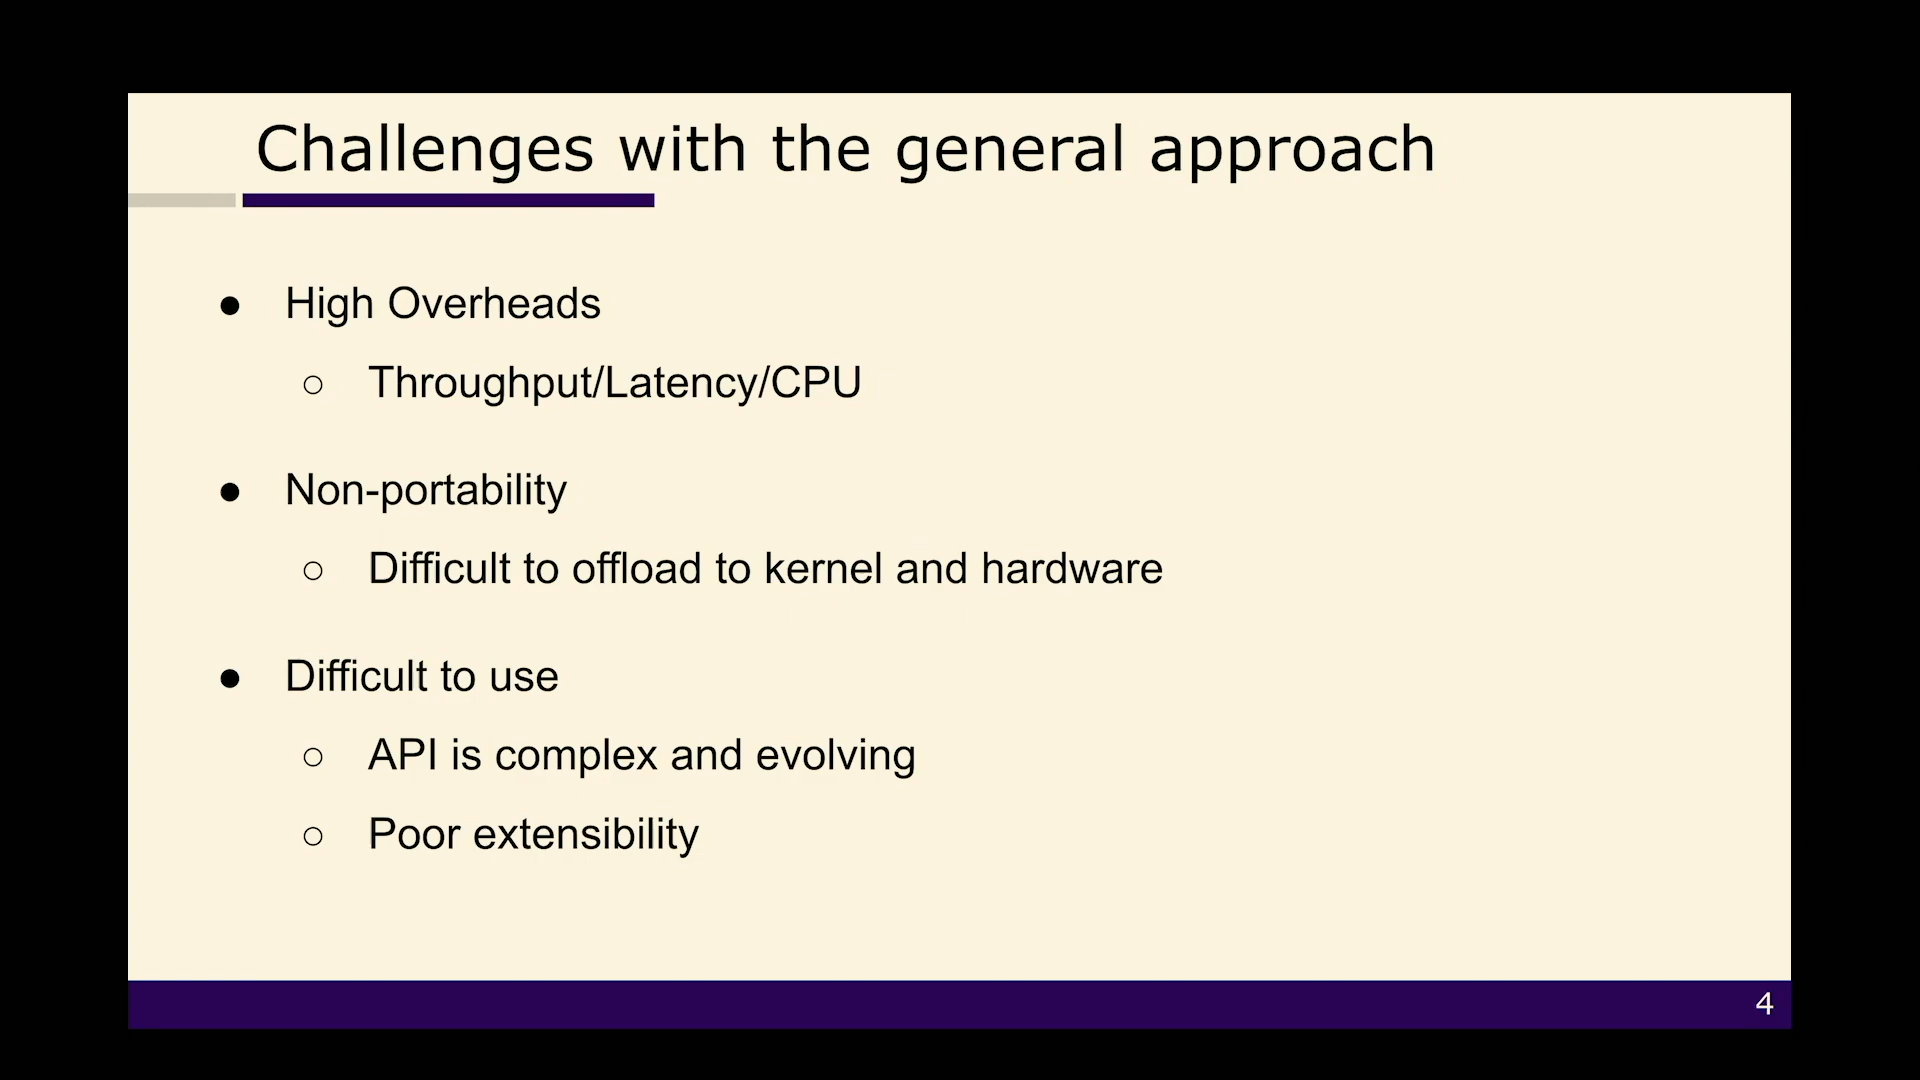 Challenges with the general approach
● High Overheads
○ Throughput/Latency/CPU
● Non-portability
○ Difficult to offload to kernel and hardware
● Difficult to use
○ API is complex and evolving
○ Poor extensibility
4